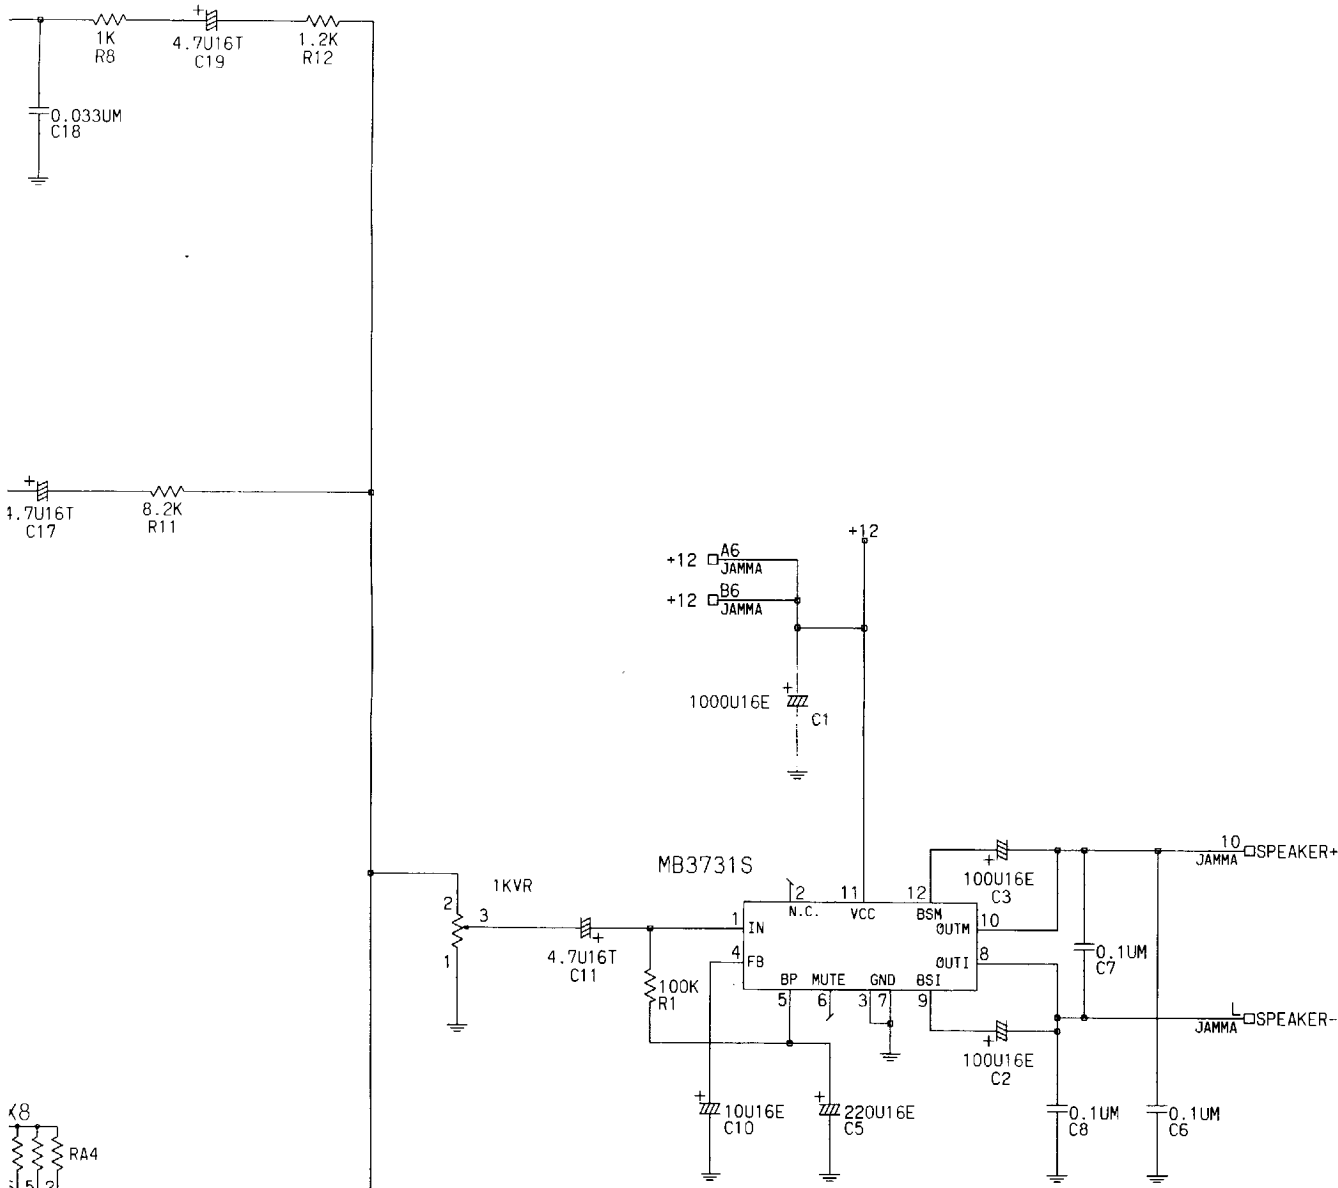 +
1K
R8
4.7U16T
C19
1.2K
R12
0.033UM
C18
+
4.7U16T
C17
8.2K
R11
+12
+12 A6
JAMMA
+12 B6
JAMMA
+
1000U16E
C1
MB3731S
1KVR
2
3
1
4.7U16T +
C11
100K
R1
2 11 12
N.C. VCC BSM
1 IN
4 FB
OUTM 10
OUTI 8
BP MUTE GND BSI
5 6 3 7 9
+
100U16E
C3
10
JAMMA SPEAKER+
0.1UM
C7
L
JAMMA SPEAKER-
+
100U16E
C2
+
10U16E
C10
+
220U16E
C5
0.1UM
C8
0.1UM
C6
RA4
5 2